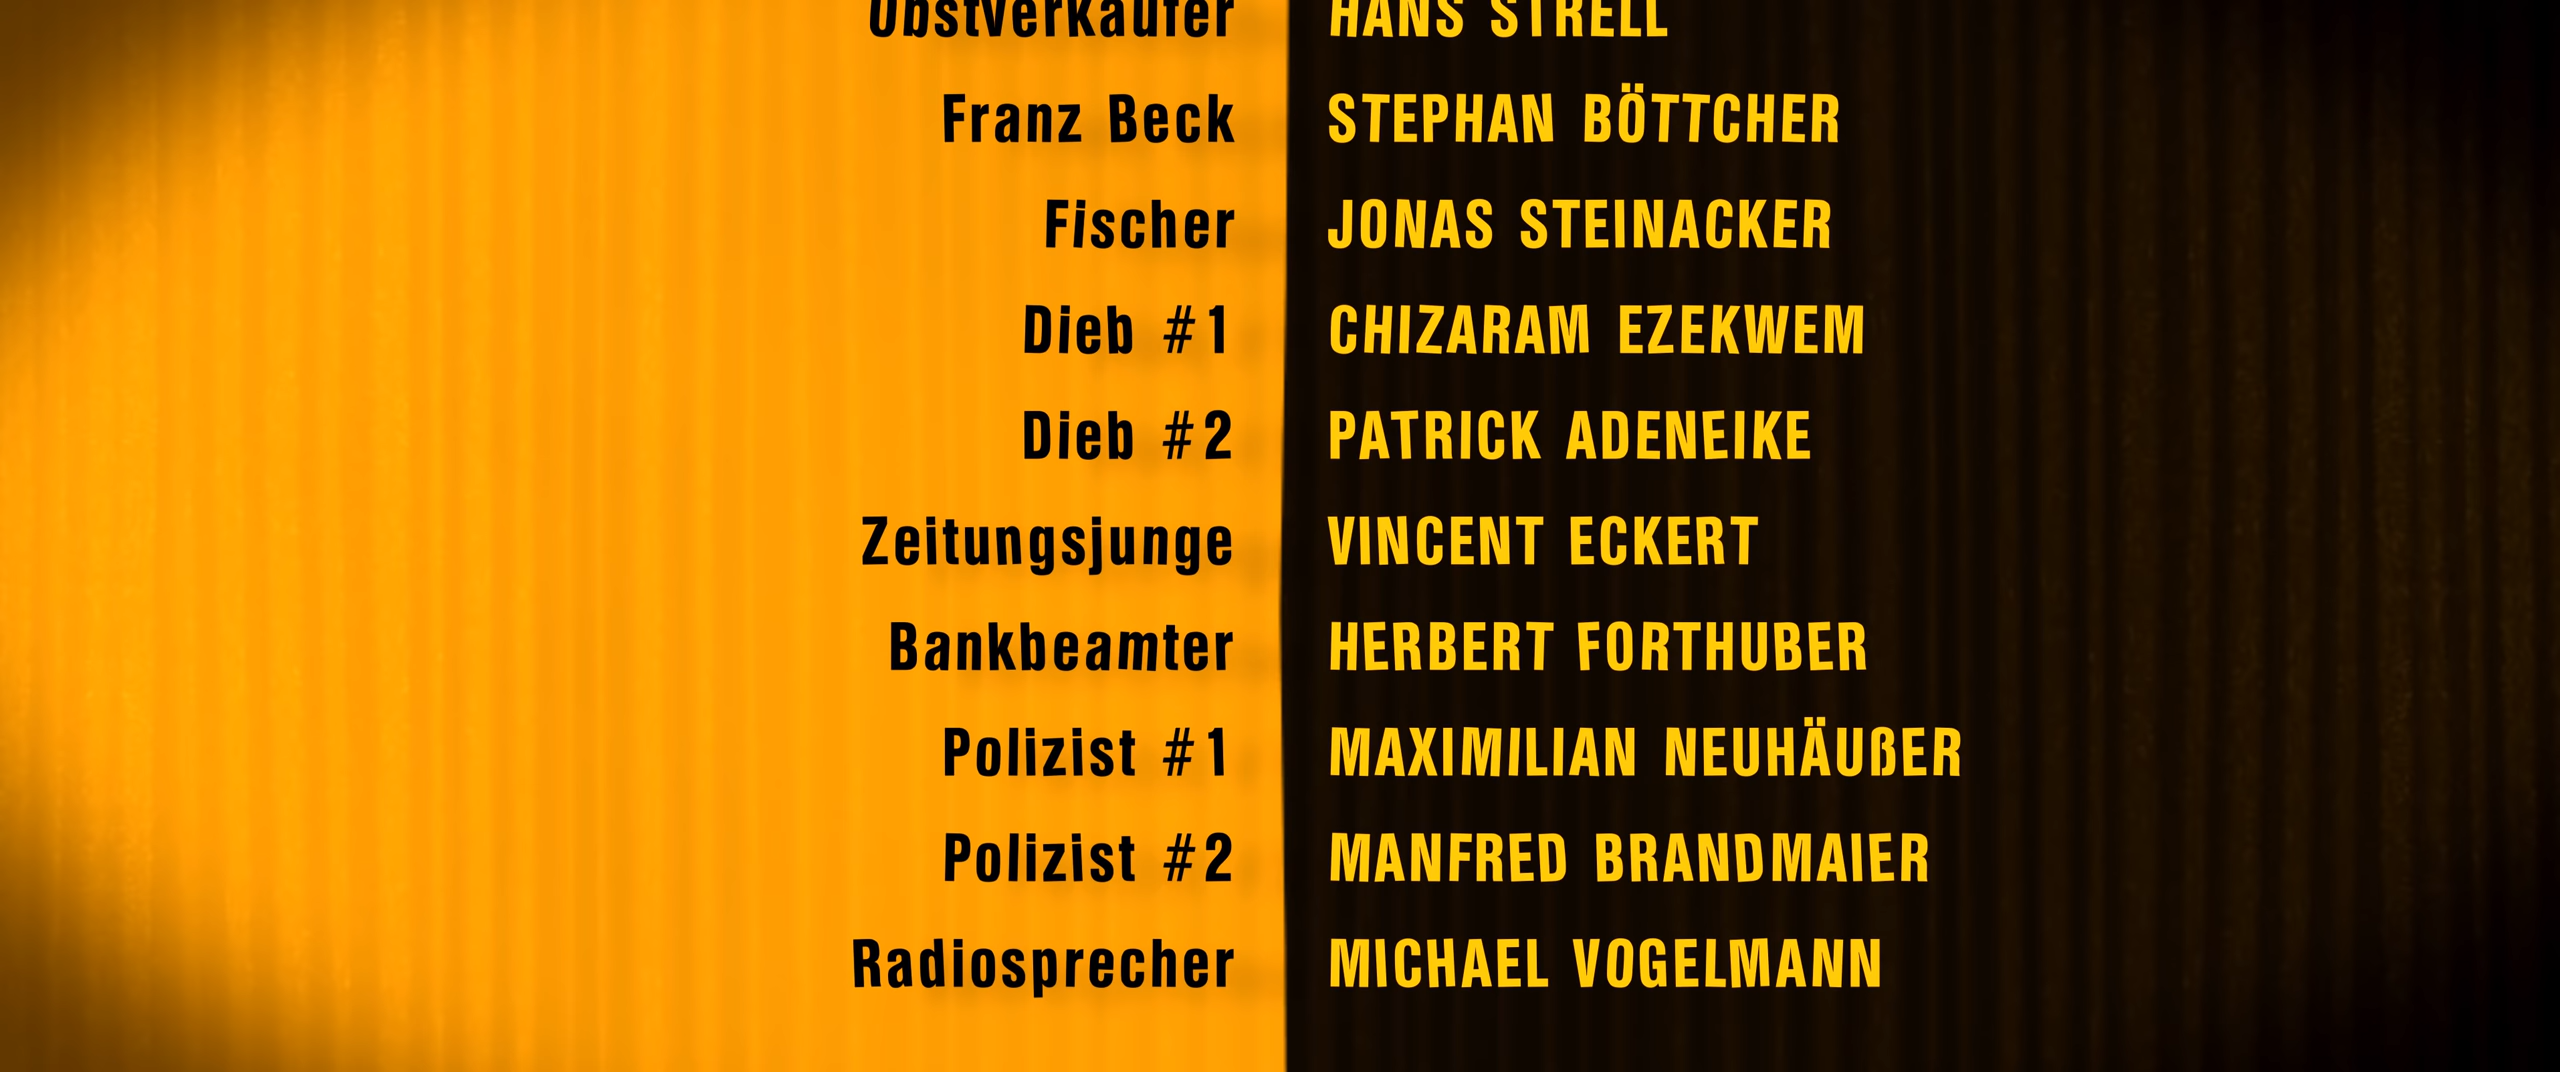 Obstverkäufer HANS STRELL
Franz Beck STEPHAN BÖTTCHER
Fischer JONAS STEINACKER
Dieb #1 CHIZARAM EZEKWEM
Dieb #2 PATRICK ADENEIKE
Zeitungsjunge VINCENT ECKERT
Bankbeamter HERBERT FORTHUBER
Polizist #1 MAXIMILIAN NEUHÄUßER
Polizist #2 MANFRED BRANDMAIER
Radiosprecher MICHAEL VOGELMANN